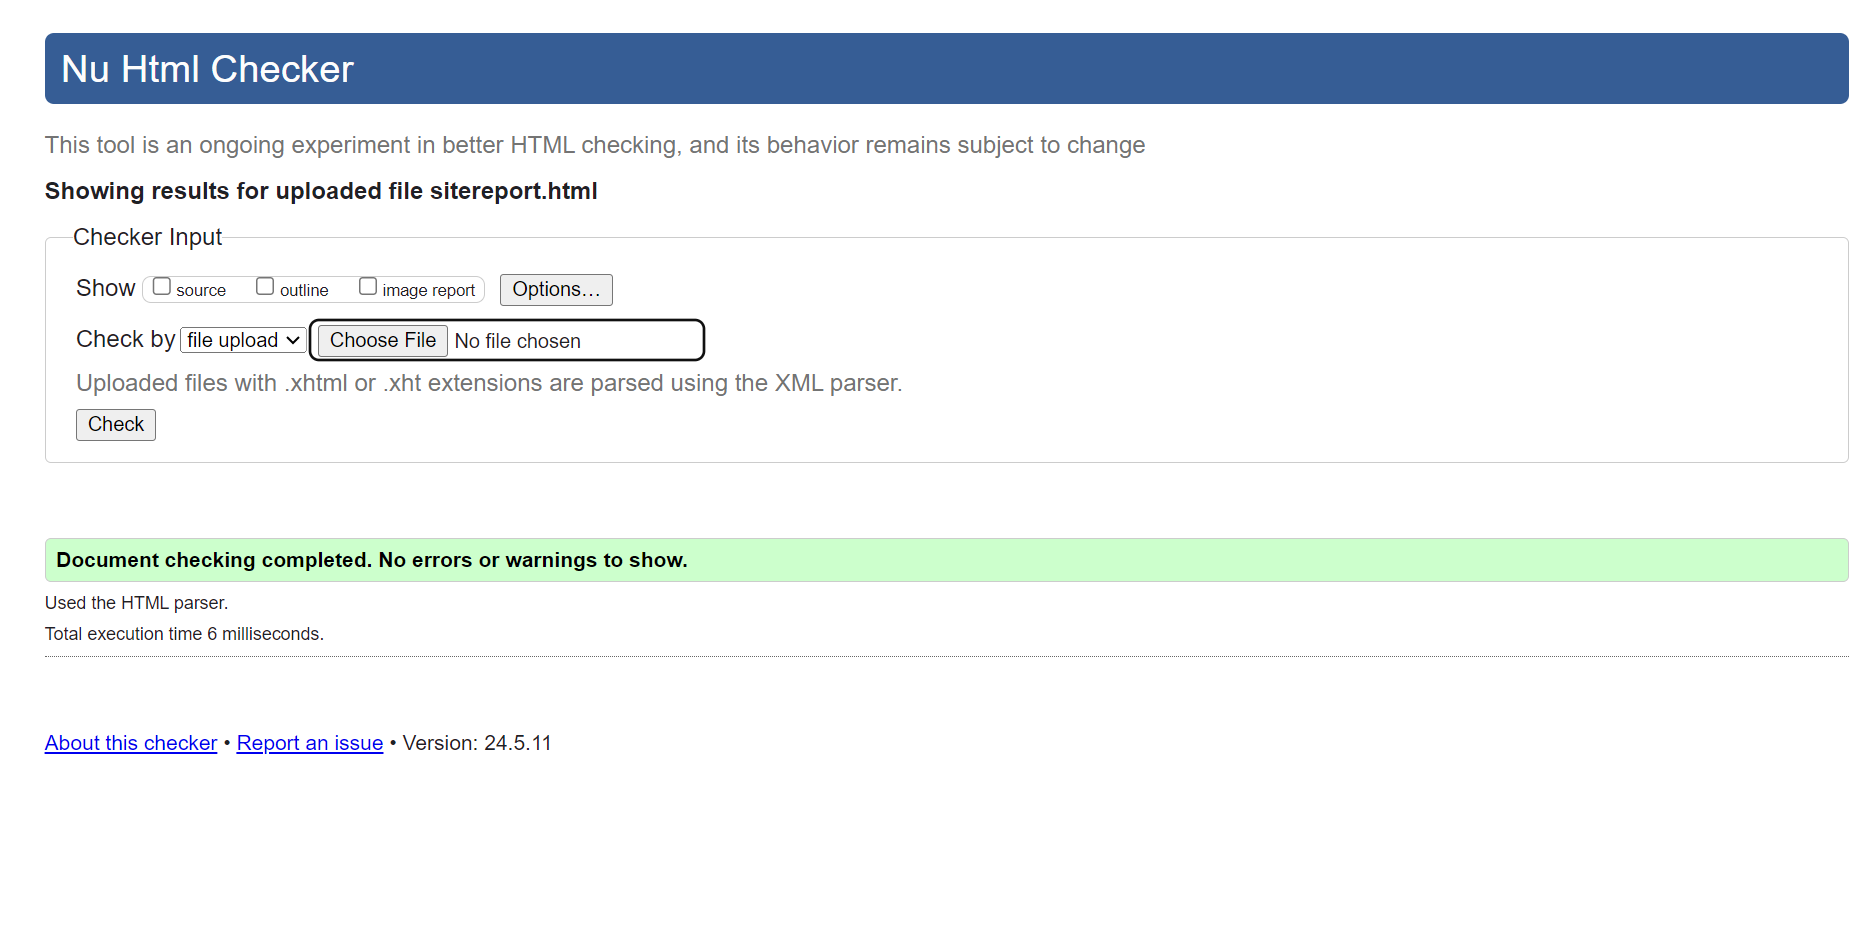 Nu Html Checker
This tool is an ongoing experiment in better HTML checking, and its behavior remains subject to change
Showing results for uploaded file sitereport.html
Checker Input
Show source outline image report Options…
Check by file upload Choose File No file chosen
Uploaded files with .xhtml or .xht extensions are parsed using the XML parser.
Check
Document checking completed. No errors or warnings to show.
Used the HTML parser.
Total execution time 6 milliseconds.
About this checker • Report an issue • Version: 24.5.11